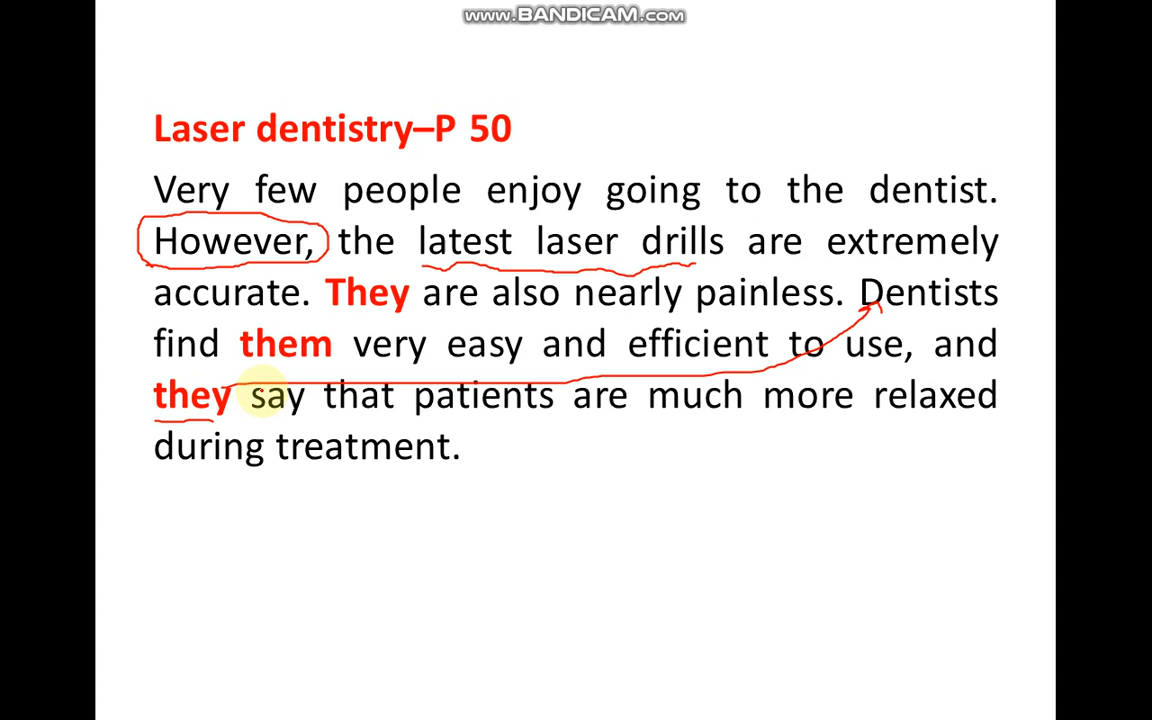 www.BANDICAM.com
Laser dentistry–P 50
Very few people enjoy going to the dentist.
However, the latest laser drills are extremely
accurate. They are also nearly painless. Dentists
find them very easy and efficient to use, and
they say that patients are much more relaxed
during treatment.